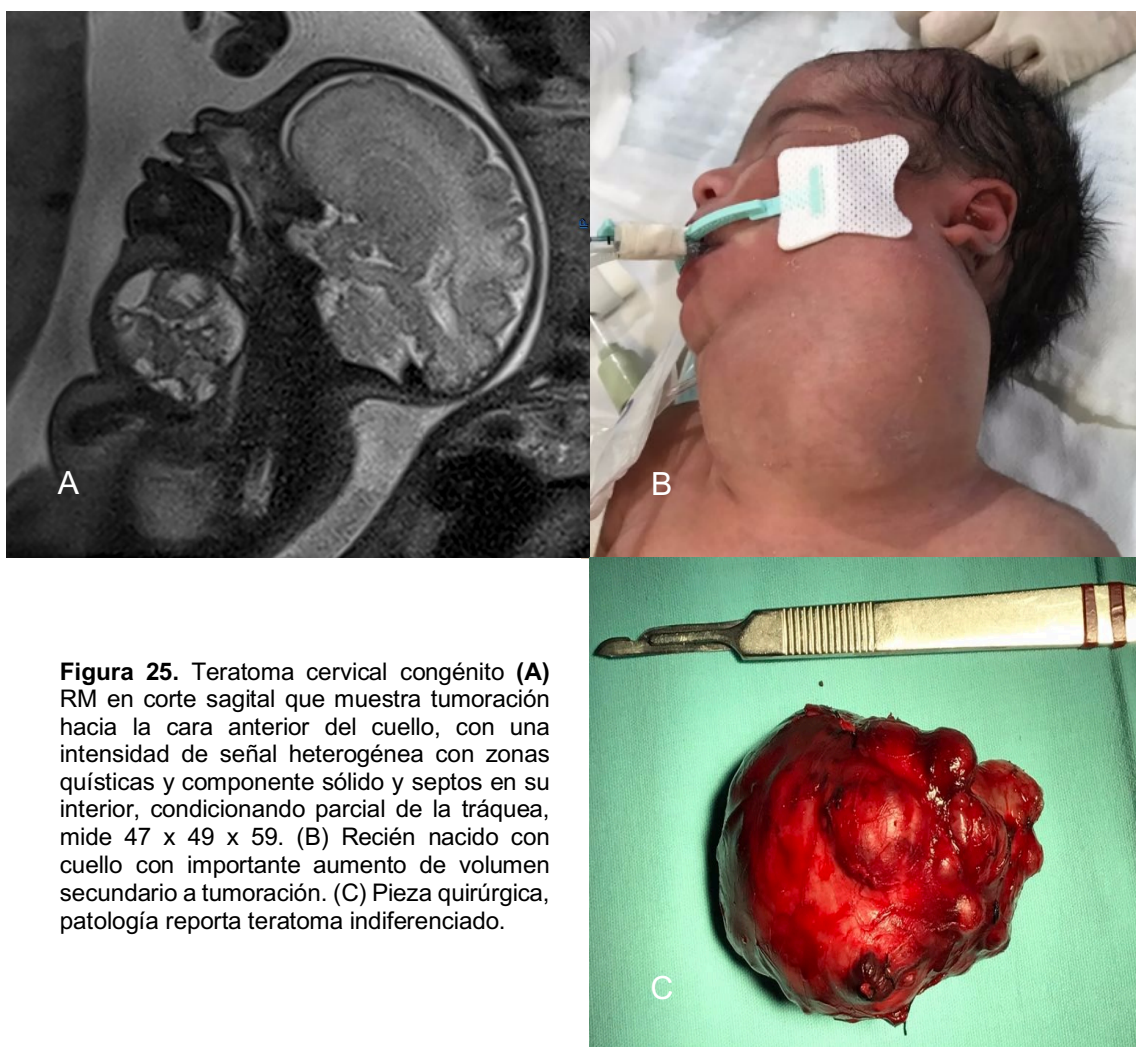 A
B
Figura 25. Teratoma cervical congénito (A)
RM en corte sagital que muestra tumoración
hacia la cara anterior del cuello, con una
intensidad de señal heterogénea con zonas
quísticas y componente sólido y septos en su
interior, condicionando parcial de la tráquea,
mide 47 x 49 x 59. (B) Recién nacido con
cuello con importante aumento de volumen
secundario a tumoración. (C) Pieza quirúrgica,
patología reporta teratoma indiferenciado.
C